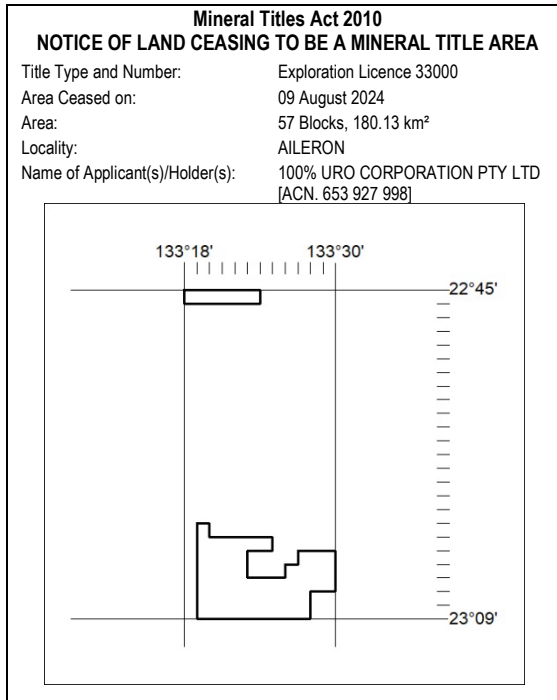 Mineral Titles Act 2010
NOTICE OF LAND CEASING TO BE A MINERAL TITLE AREA
Title Type and Number: Exploration Licence 33000
Area Ceased on: 09 August 2024
Area: 57 Blocks, 180.13 km²
Locality: AILERON
Name of Applicant(s)/Holder(s): 100% URO CORPORATION PTY LTD
[ACN. 653 927 998]
133°18' 133°30'
22°45'
23°09'